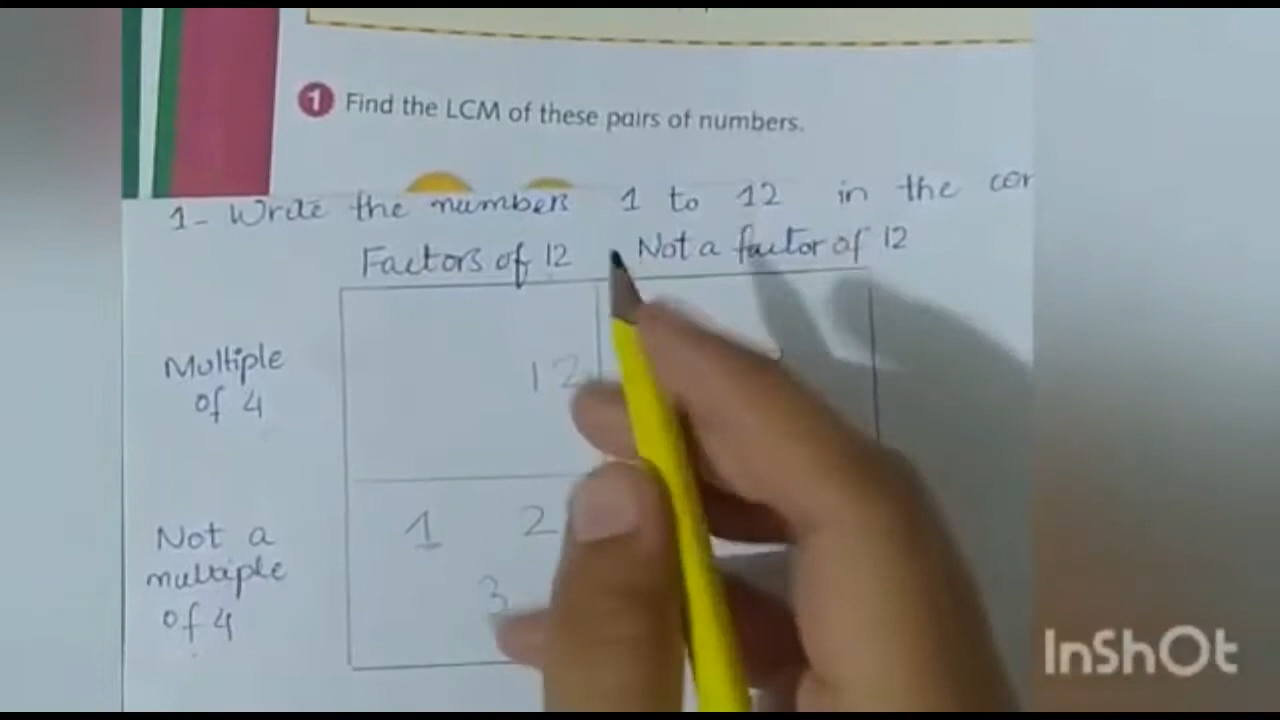 1 Find the LCM of these pairs of numbers.
1- Write the numbers 1 to 12 in the cor
Factors of 12 Not a factor of 12
Multiple
of 4
12
Not a
multiple
of 4
1 2
3
InShOt